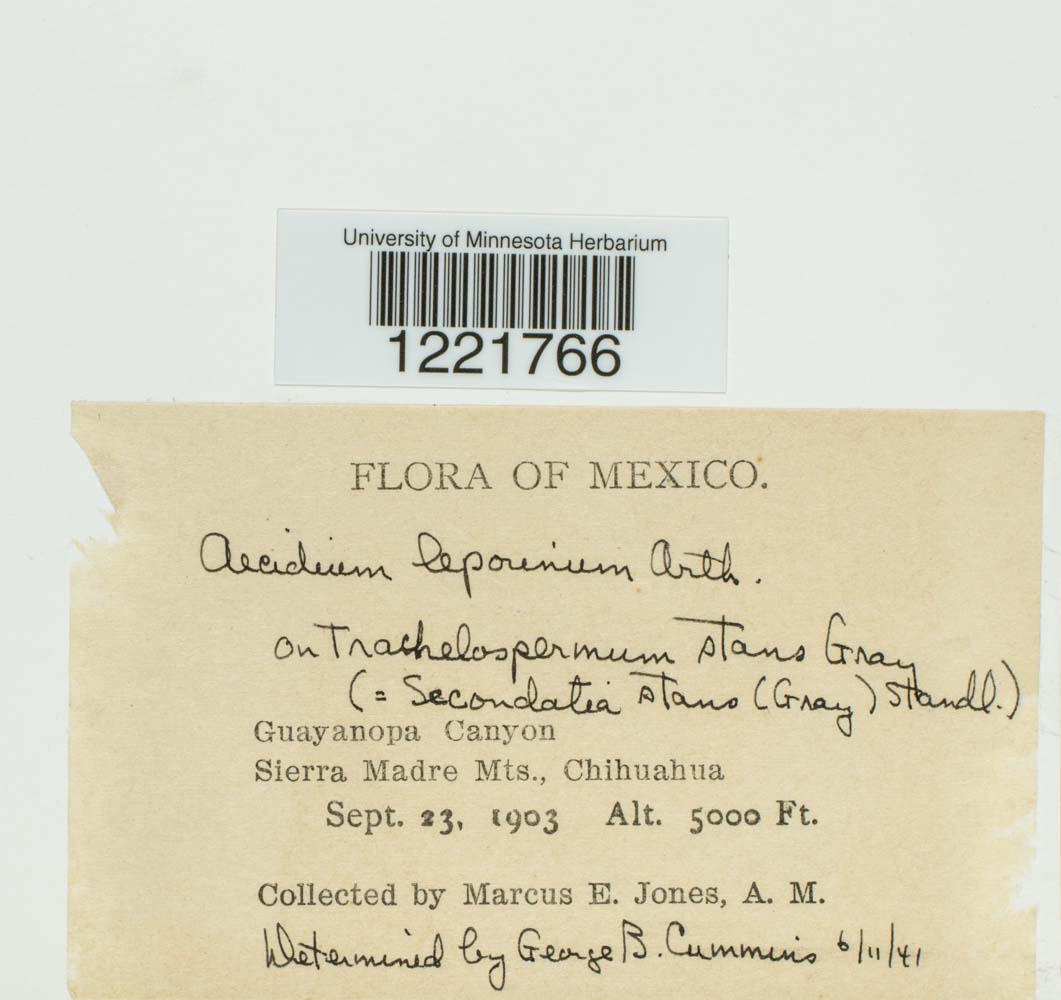 University of Minnesota Herbarium
1221766
FLORA OF MEXICO.
Aecidium leporinium Arth.
on Trachelospermum stans Gray
(= Secondatia stans (Gray) Standl.)
Guayanopa Canyon
Sierra Madre Mts., Chihuahua
Sept. 23, 1903 Alt. 5000 Ft.
Collected by Marcus E. Jones, A. M.
Determined by George B. Cummins 6/11/41